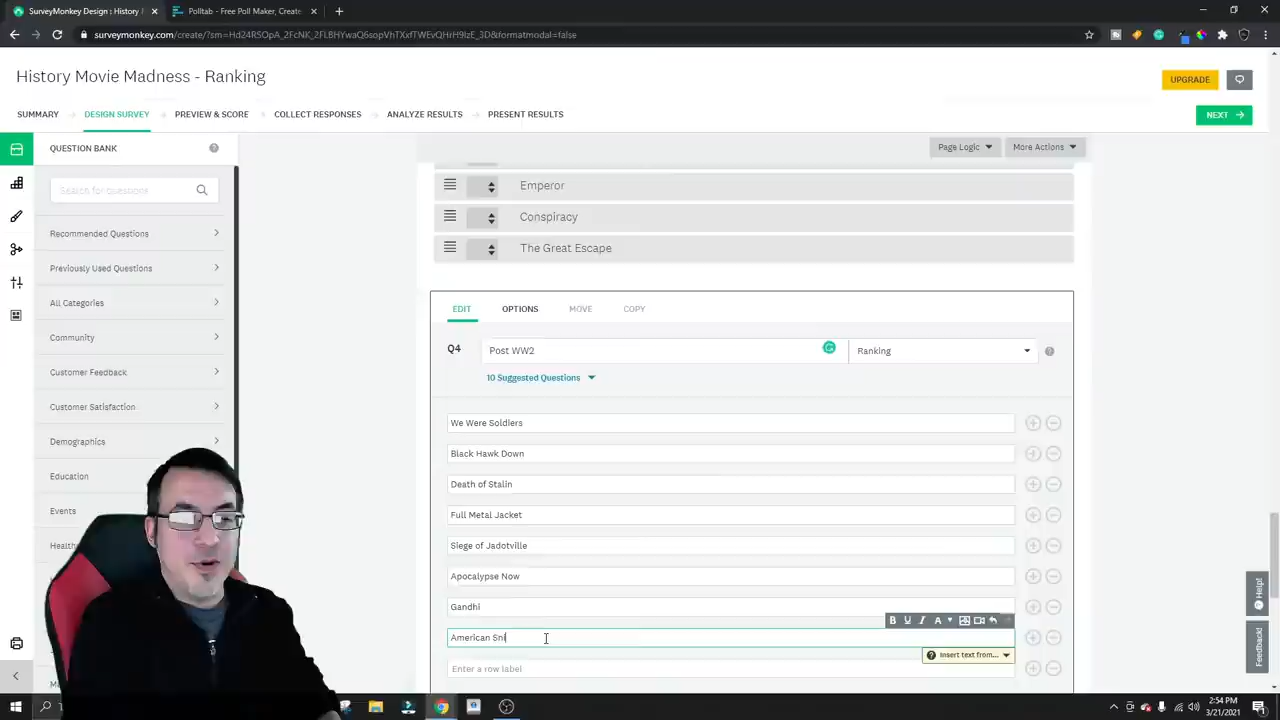 SurveyMonkey Design : History
Polltab - Free Poll Maker, Create
surveymonkey.com/create/?sm=Hd24RSOpA_2FcNK_2FLBHYwaQ6sopVhTXxfTWEvQHrH9IzE_3D&formatmodal=false
History Movie Madness - Ranking
UPGRADE
SUMMARY
DESIGN SURVEY
PREVIEW & SCORE
COLLECT RESPONSES
ANALYZE RESULTS
PRESENT RESULTS
NEXT
QUESTION BANK
Page Logic
More Actions
Search for questions
Recommended Questions
Previously Used Questions
All Categories
Community
Customer Feedback
Customer Satisfaction
Demographics
Education
Events
Emperor
Conspiracy
The Great Escape
EDIT
OPTIONS
MOVE
COPY
Q4
Post WW2
Ranking
10 Suggested Questions
We Were Soldiers
Black Hawk Down
Death of Stalin
Full Metal Jacket
Siege of Jadotville
Apocalypse Now
Gandhi
B U I A
American Sni
Insert text from...
Enter a row label
Help!
Feedback!
2:54 PM
3/21/2021